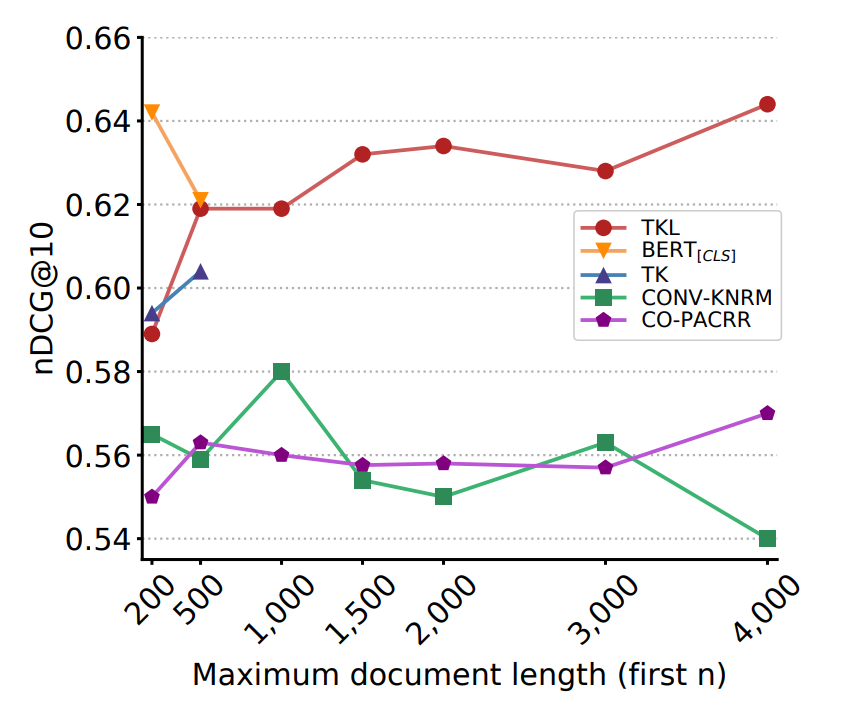 0.66
0.64
0.62
0.60
0.58
0.56
0.54
nDCG@10
TKL
BERT[CLS]
TK
CONV-KNRM
CO-PACRR
200
500
1,000
1,500
2,000
3,000
4,000
Maximum document length (first n)